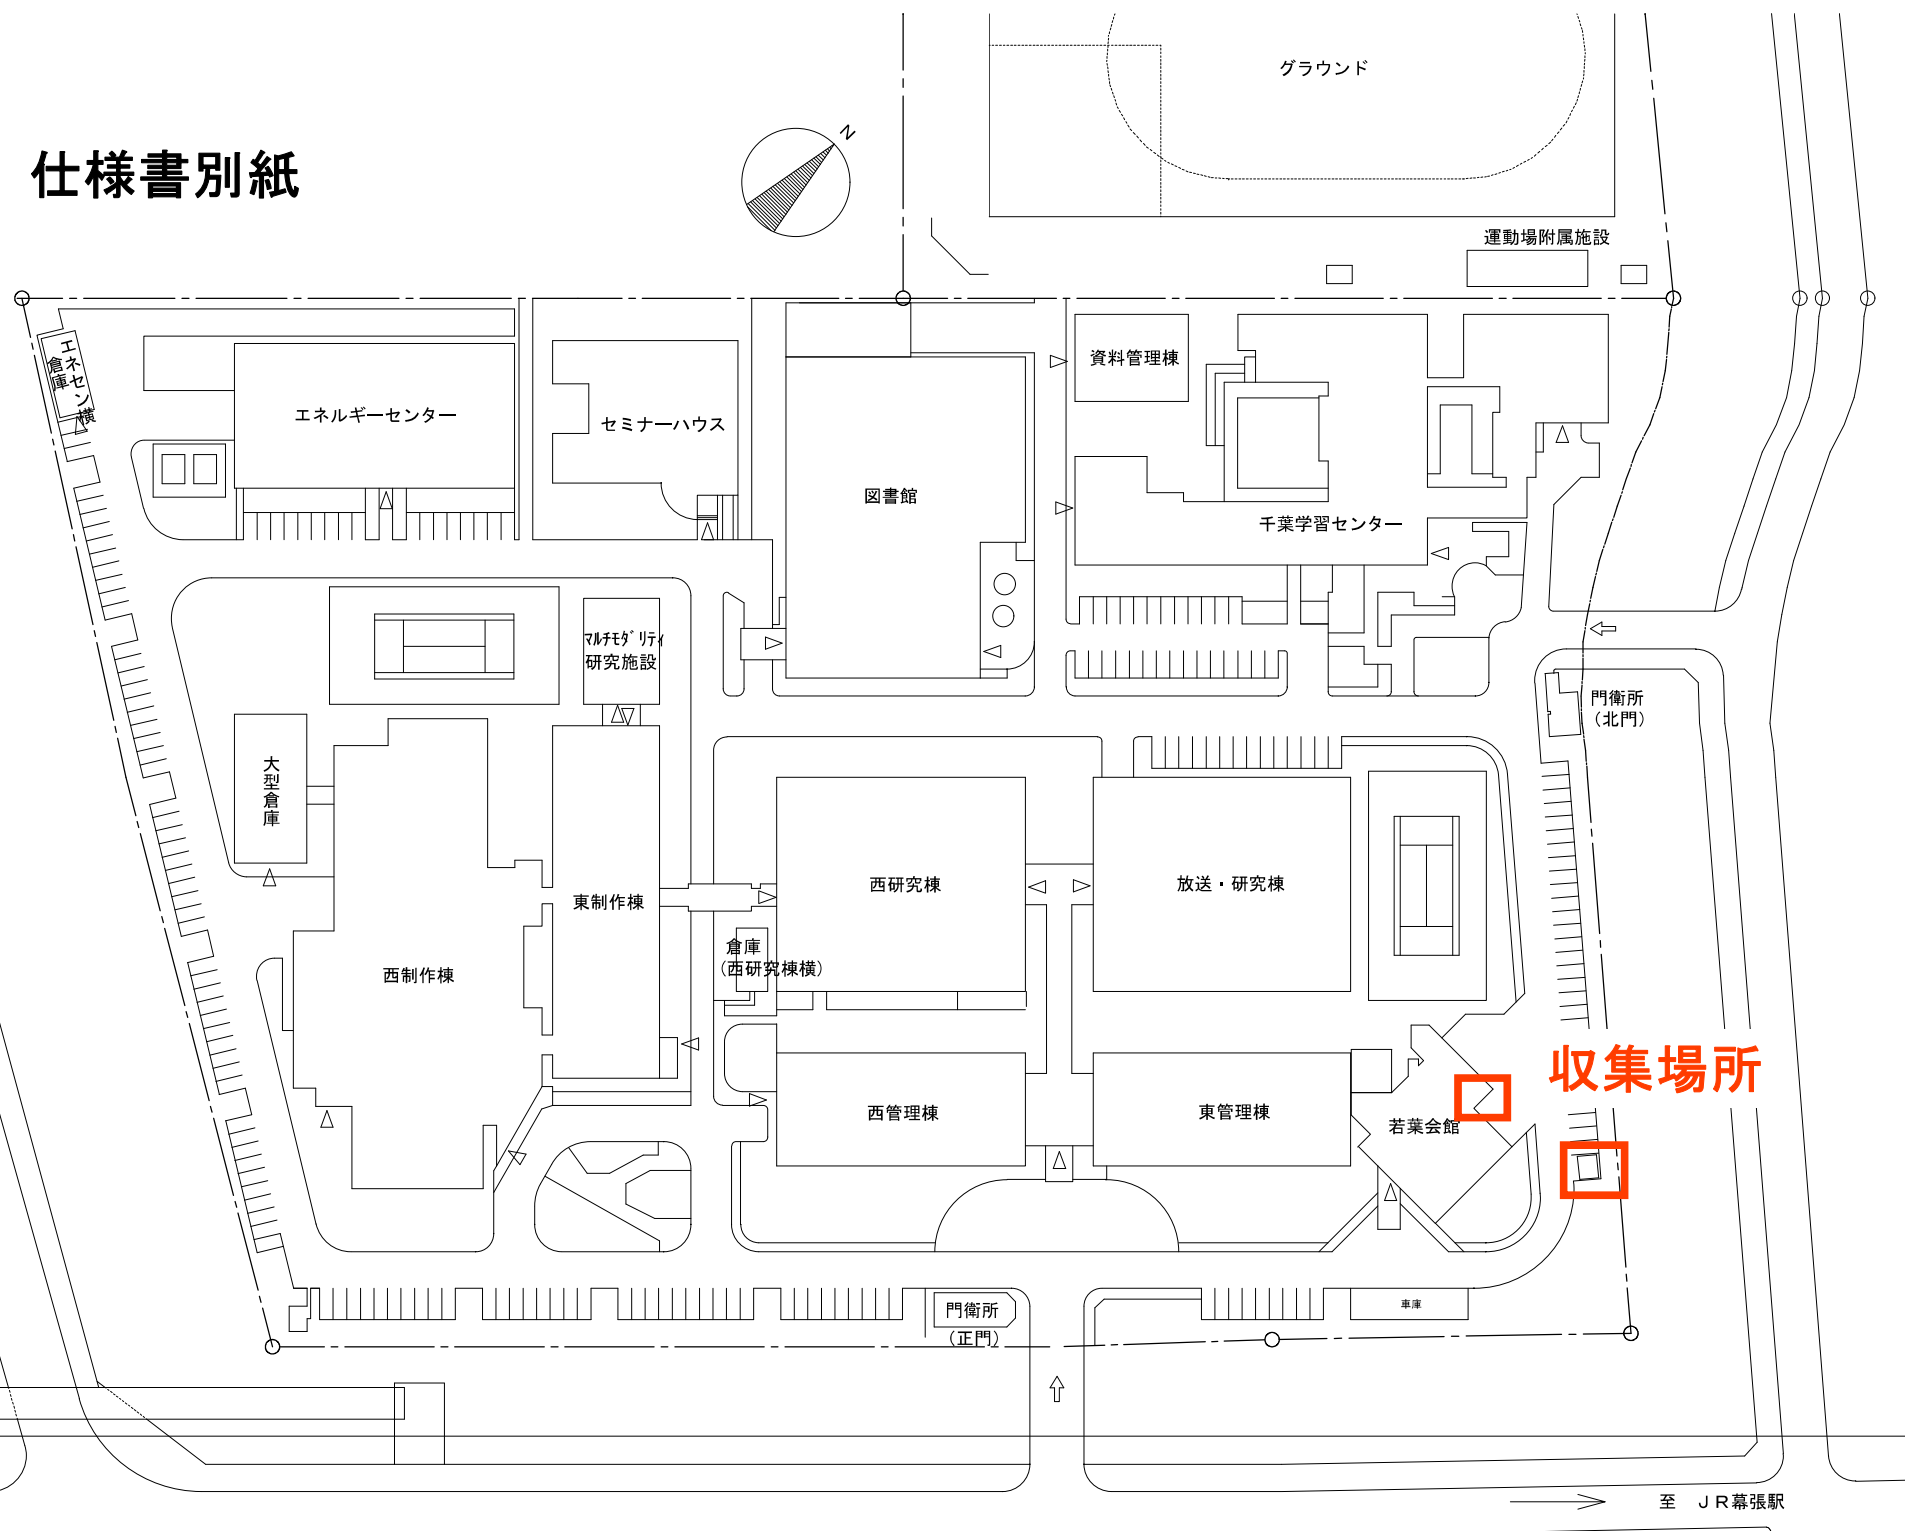 グラウンド
N
仕様書別紙
運動場附属施設
エネセン横
倉庫
エネルギーセンター
セミナーハウス
図書館
資料管理棟
千葉学習センター
マルチモダリティ
研究施設
門衛所
（北門）
大型倉庫
東制作棟
西研究棟
放送・研究棟
倉庫
（西研究棟横）
西制作棟
収集場所
西管理棟
東管理棟
若葉会館
門衛所
（正門）
車庫
至　ＪＲ幕張駅